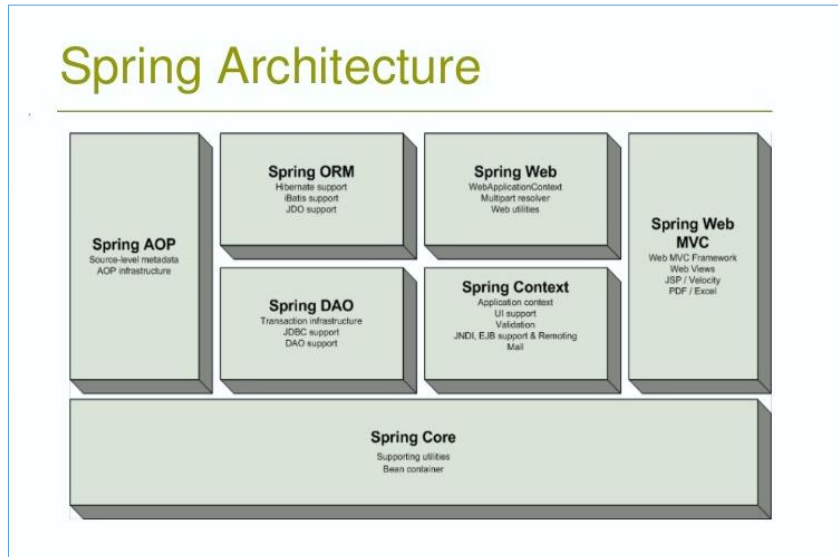 Spring Architecture
Spring AOP
Source-level metadata
AOP infrastructure
Spring ORM
Hibernate support
iBatis support
JDO support
Spring Web
WebApplicationContext
Multipart resolver
Web utilities
Spring Web
MVC
Web MVC Framework
Web Views
JSP / Velocity
PDF / Excel
Spring DAO
Transaction infrastructure
JDBC support
DAO support
Spring Context
Application context
UI support
Validation
JNDI, EJB support & Remoting
Mail
Spring Core
Supporting utilities
Bean container